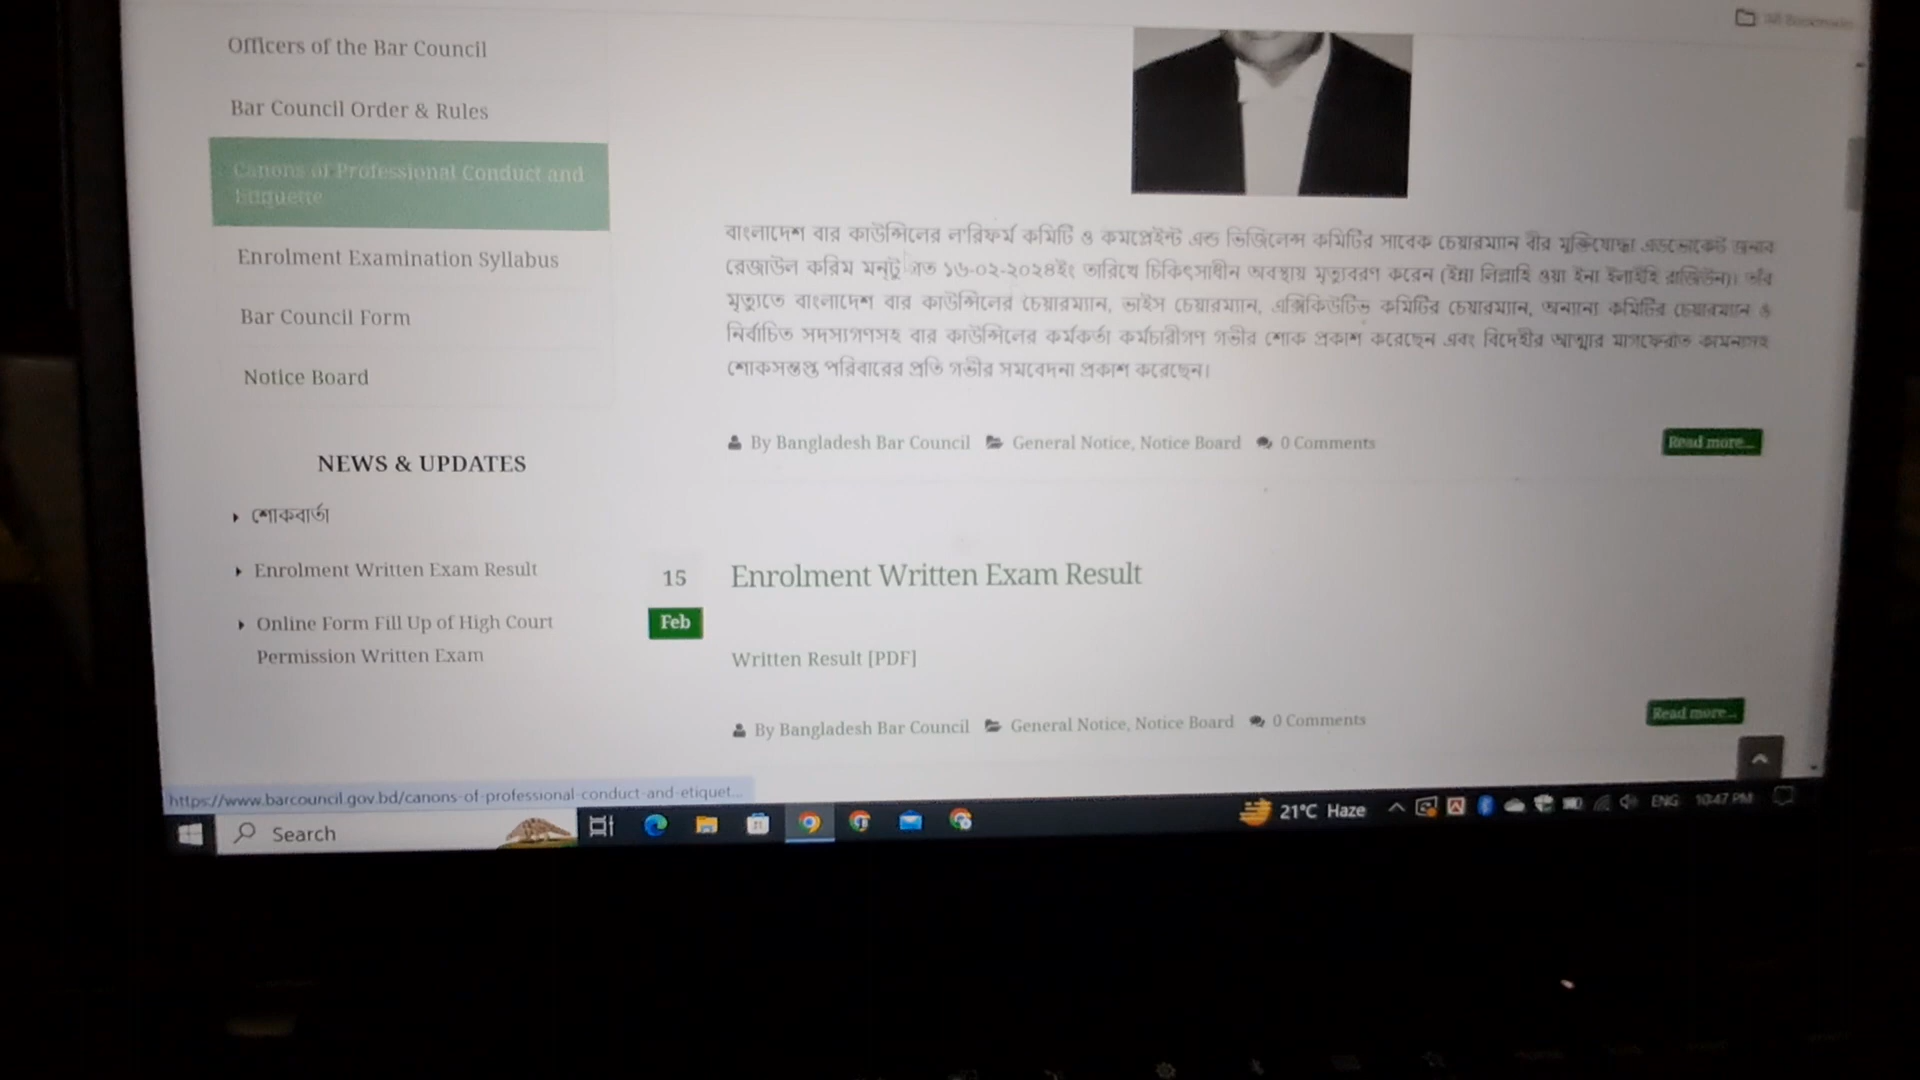 Officers of the Bar Council
Bar Council Order & Rules
Canons of Professional Conduct and
Etiquette
Enrolment Examination Syllabus
Bar Council Form
Notice Board
NEWS & UPDATES
শোকবার্তা
Enrolment Written Exam Result
Online Form Fill Up of High Court
Permission Written Exam
All Bookmarks
বাংলাদেশ বার কাউন্সিলের ল'রিফর্ম কমিটি ও কমপ্লেইন্ট এন্ড ভিজিলেন্স কমিটির সাবেক চেয়ারম্যান বীর মুক্তিযোদ্ধা এডভোকেট জনাব
রেজাউল করিম মন্টু গত ১৬-০২-২০২৪ইং তারিখে চিকিৎসাধীন অবস্থায় মৃত্যুবরণ করেন (ইন্না লিল্লাহি ওয়া ইন্না ইলাইহি রাজিউন)। তাঁর
মৃত্যুতে বাংলাদেশ বার কাউন্সিলের চেয়ারম্যান, ভাইস চেয়ারম্যান, এক্সিকিউটিভ কমিটির চেয়ারম্যান, অন্যান্য কমিটির চেয়ারম্যান ও
নির্বাচিত সদস্যগণসহ বার কাউন্সিলের কর্মকর্তা কর্মচারীগণ গভীর শোক প্রকাশ করেছেন এবং বিদেহীর আত্মার মাগফেরাত কামনাসহ
শোকসন্তপ্ত পরিবারের প্রতি গভীর সমবেদনা প্রকাশ করেছেন।
By Bangladesh Bar Council General Notice, Notice Board 0 Comments Read more...
15
Feb
Enrolment Written Exam Result
Written Result [PDF]
By Bangladesh Bar Council General Notice, Notice Board 0 Comments Read more...
https://www.barcouncil.gov.bd/canons-of-professional-conduct-and-etiquet...
Search
21°C Haze
ENG
10:47 PM